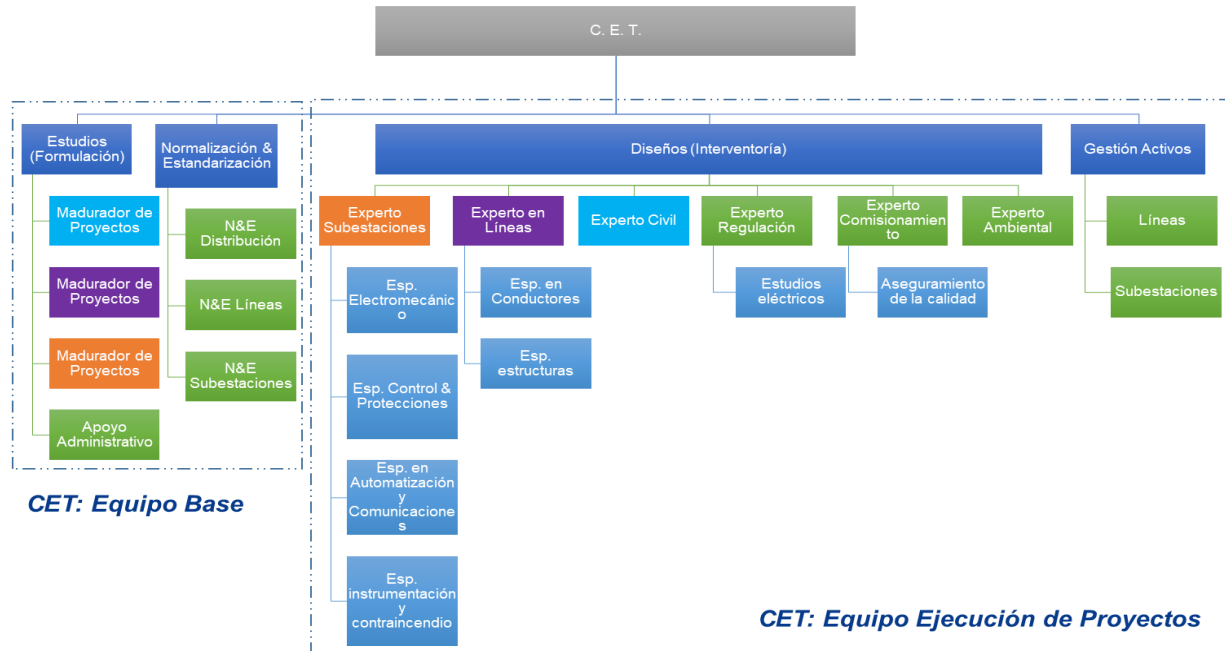 C. E. T.
Estudios
(Formulación)
Normalización &
Estandarización
Diseños (Interventoría)
Gestión Activos
Madurador de
Proyectos
Madurador de
Proyectos
Madurador de
Proyectos
Apoyo
Administrativo
N&E
Distribución
N&E Líneas
N&E
Subestaciones
Experto
Subestaciones
Experto en
Líneas
Experto Civil
Experto
Regulación
Experto
Comisionamie
nto
Experto
Ambiental
Líneas
Subestaciones
Esp.
Electromecánic
o
Esp. Control &
Protecciones
Esp. en
Automatización
y
Comunicacione
s
Esp.
instrumentación
y
contraincendio
Esp. en
Conductores
Esp.
estructuras
Estudios
eléctricos
Aseguramiento
de la calidad
CET: Equipo Base
CET: Equipo Ejecución de Proyectos